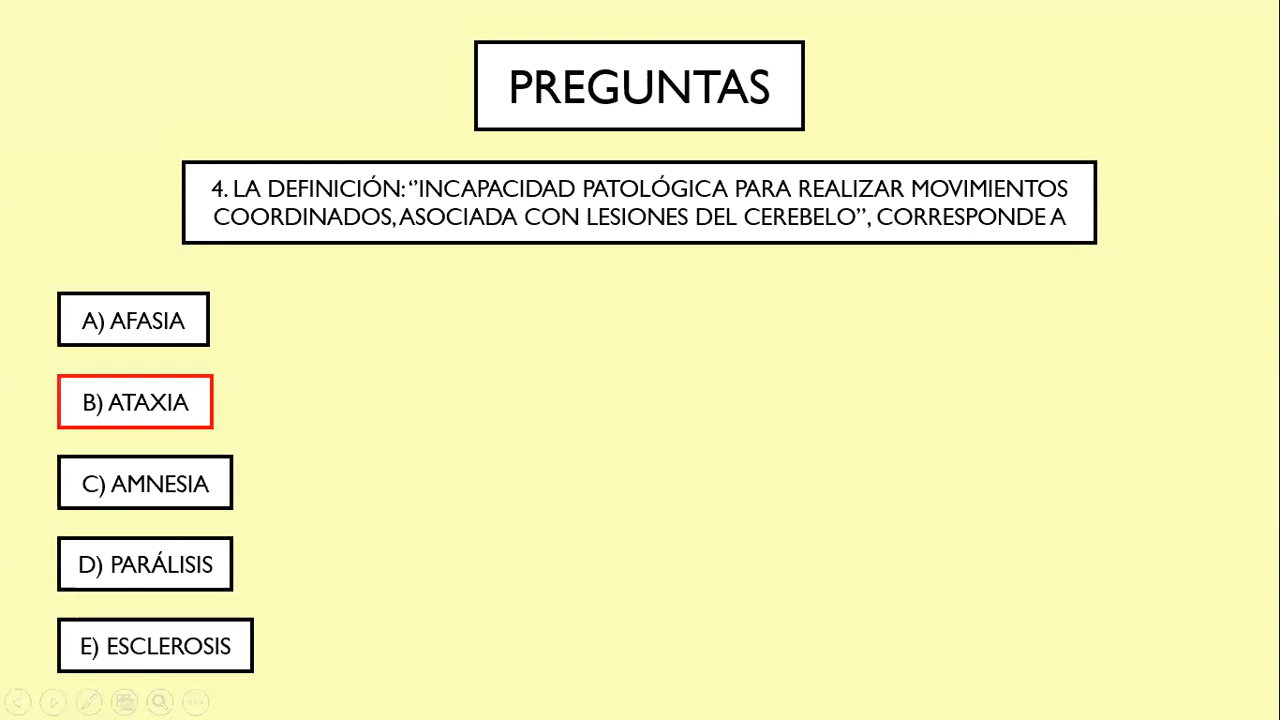 PREGUNTAS
4. LA DEFINICIÓN: ‘’INCAPACIDAD PATOLÓGICA PARA REALIZAR MOVIMIENTOS
COORDINADOS, ASOCIADA CON LESIONES DEL CEREBELO’’, CORRESPONDE A
A) AFASIA
B) ATAXIA
C) AMNESIA
D) PARÁLISIS
E) ESCLEROSIS